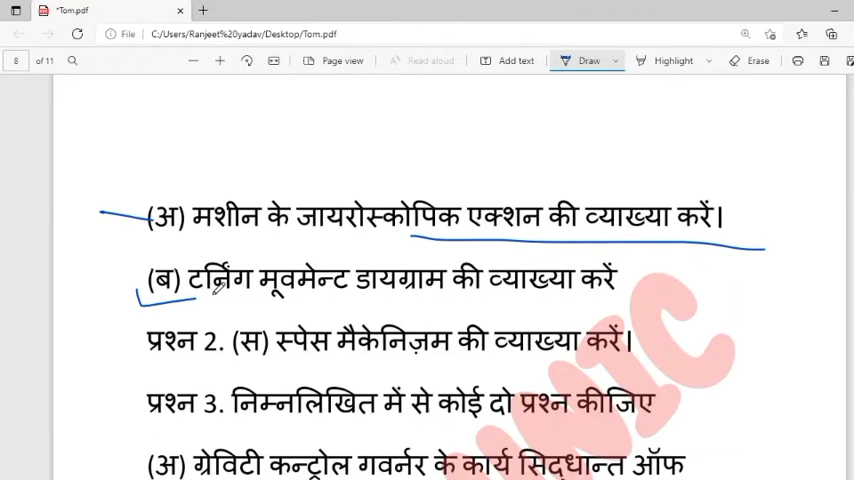 *Tom.pdf
File C:/Users/Ranjeet%20yadav/Desktop/Tom.pdf
8 of 11 Page view Read aloud Add text Draw Highlight Erase
(अ) मशीन के जायरोस्कोपिक एक्शन की व्याख्या करें।
(ब) टर्निंग मूवमेन्ट डायग्राम की व्याख्या करें
प्रश्न 2. (स) स्पेस मैकेनिज़म की व्याख्या करें।
प्रश्न 3. निम्नलिखित में से कोई दो प्रश्न कीजिए
(अ) ग्रेविटी कन्ट्रोल गवर्नर के कार्य सिद्धान्त ऑफ